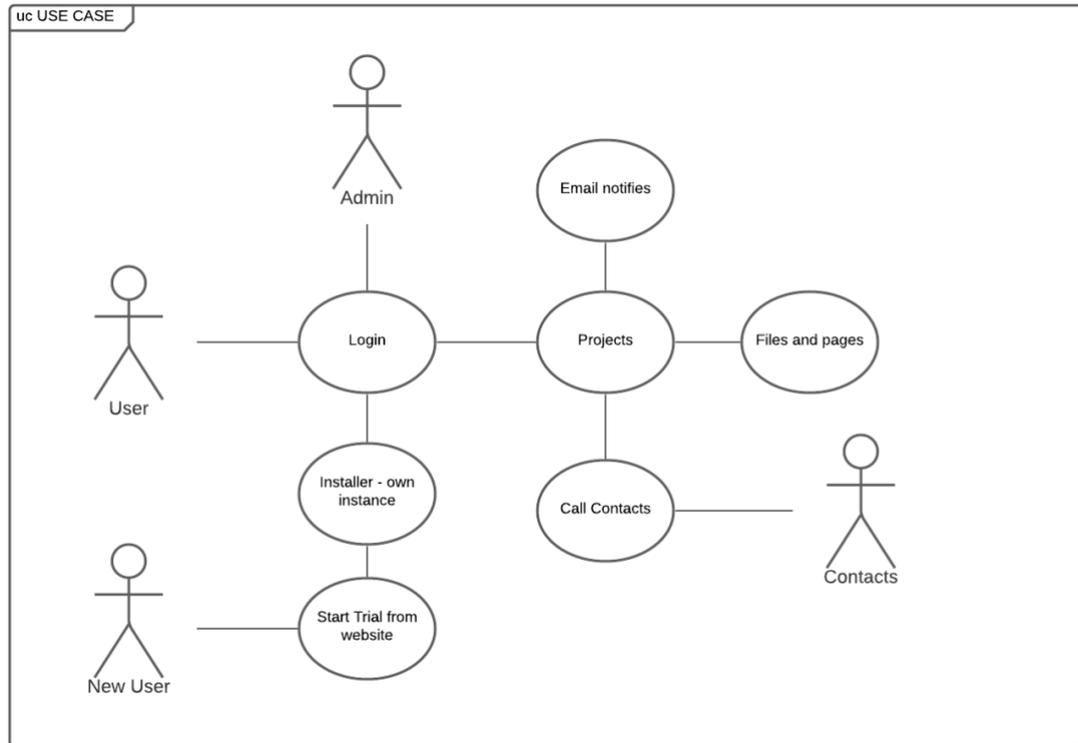 uc USE CASE
Admin
Email notifies
User
Login
Projects
Files and pages
Installer - own
instance
Call Contacts
Contacts
New User
Start Trial from
website